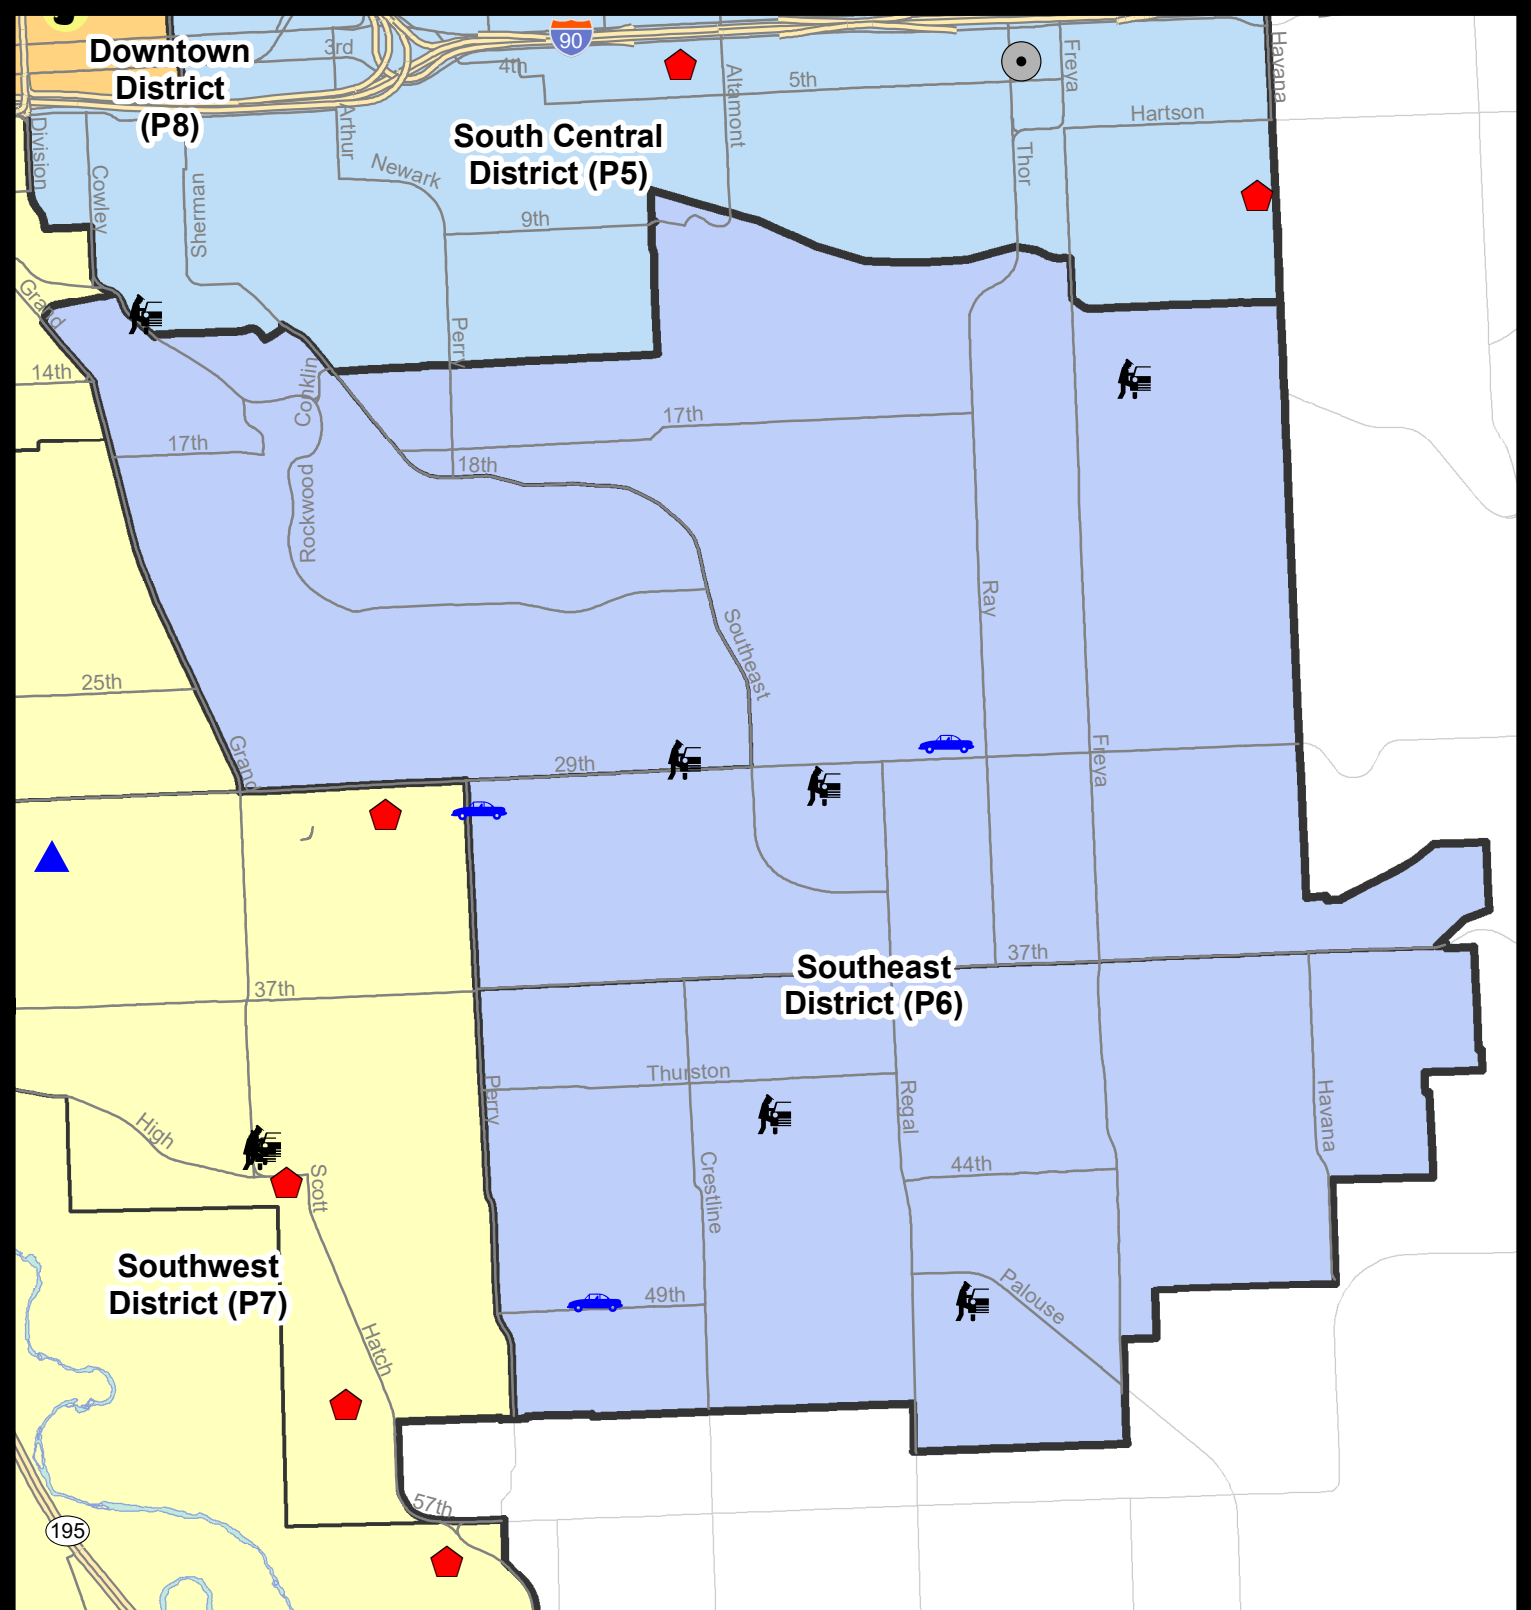 Downtown
District
(P8)
90
3rd
4th
5th
Altamont
Freya
Havana
Hartson
Division
Arthur
South Central
District (P5)
Newark
Thor
Cowley
Sherman
9th
Grand
Perry
14th
Conklin
17th
17th
18th
Rockwood
Ray
Southeast
25th
Grand
29th
Freya
37th
Southeast
District (P6)
37th
Thurston
Perry
Regal
Havana
High
Scott
Crestline
44th
Southwest
District (P7)
49th
Palouse
Hatch
57th
195